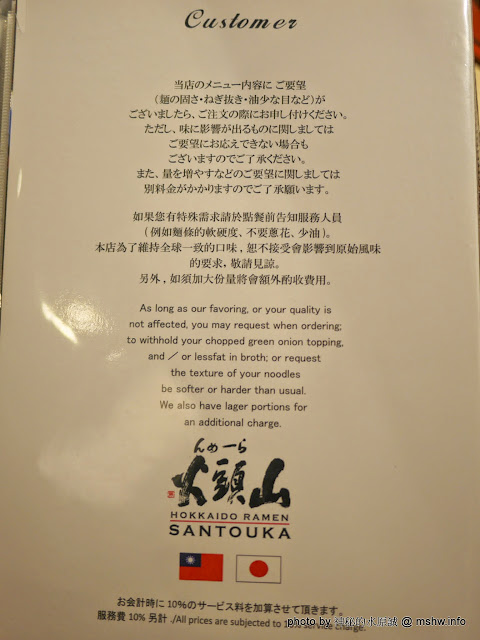 Customer
当店のメニュー内容に ご要望
（麺の固さ・ねぎ抜き・油少な目など）が
ございましたら、ご注文の際にお申し付けください。
ただし、味に影響が出るものに関しましては
ご要望にお応えできない場合も
ございますのでご了承ください。
また、量を増やすなどのご要望に関しましては
別料金がかかりますのでご了承願います。
如果您有特殊需求請於點餐前告知服務人員
（例如麵條的軟硬度、不要蔥花、少油）。
本店為了維持全球一致的口味，恕不接受會影響到原始風味
的要求，敬請見諒。
另外，如須加大份量將會額外酌收費用。
As long as our favoring, or your quality is
not affected, you may request when ordering;
to withhold your chopped green onion topping,
and ／ or lessfat in broth; or request
the texture of your noodles
be softer or harder than usual.
We also have lager portions for
an additional charge.
らーめん
山頭火
HOKKAIDO RAMEN
SANTOUKA
お会計時に 10％のサービス料を加算させて頂きます。
服務費 10％ 另計 ./All prices are subjected to 10% service charge.
photo by 神秘的水瓶誠 @ mshw.info